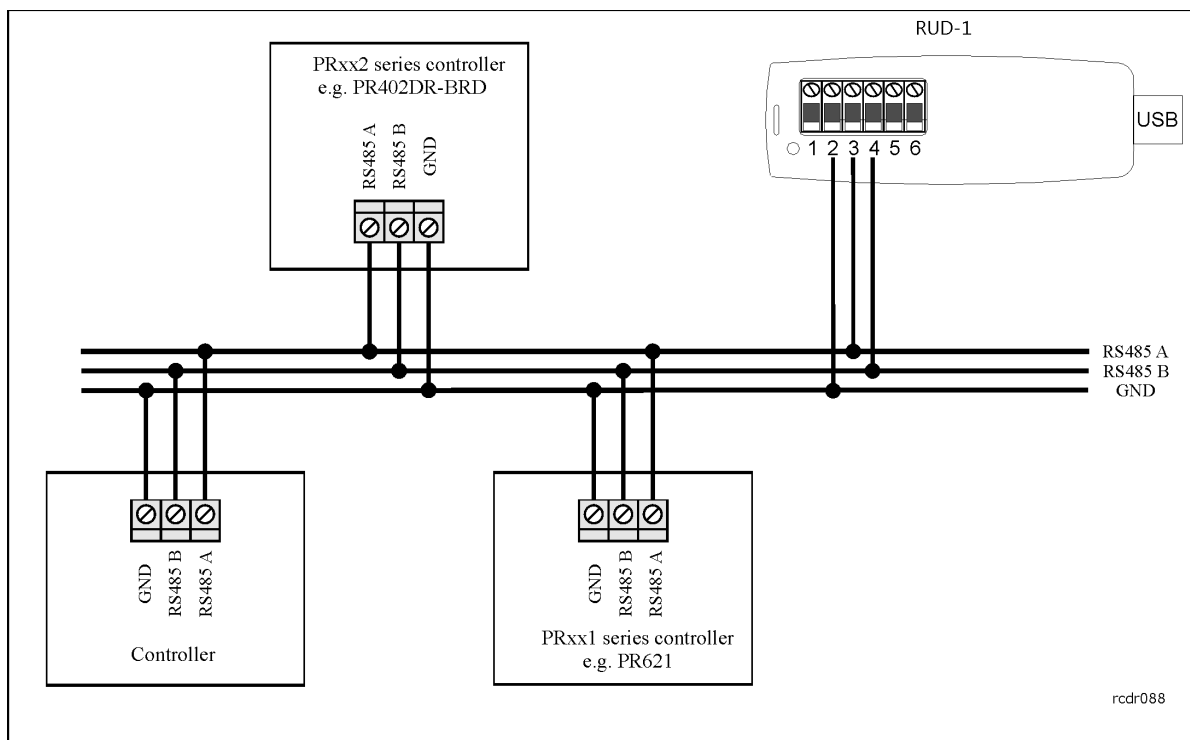 RUD-1
PRxx2 series controller
e.g. PR402DR-BRD
RS485 A
RS485 B
GND
1 2 3 4 5 6
USB
RS485 A
RS485 B
GND
GND
RS485 B
RS485 A
Controller
GND
RS485 B
RS485 A
PRxx1 series controller
e.g. PR621
rcdr088